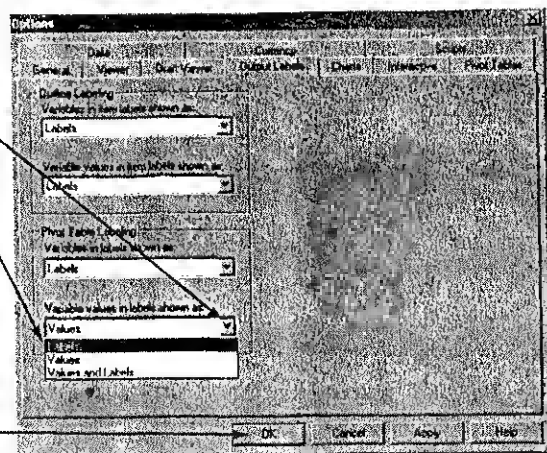 Options
Data Currency Scripts
General Viewer Draft Viewer Output Labels Charts Interactive Pivot Tables
Outline Labeling
Variables in item labels shown as:
Labels
Variable values in item labels shown as:
Labels
Pivot Table Labeling
Variables in labels shown as:
Labels
Variable values in labels shown as:
Values
Labels
Values
Values and Labels
OK Cancel Apply Help